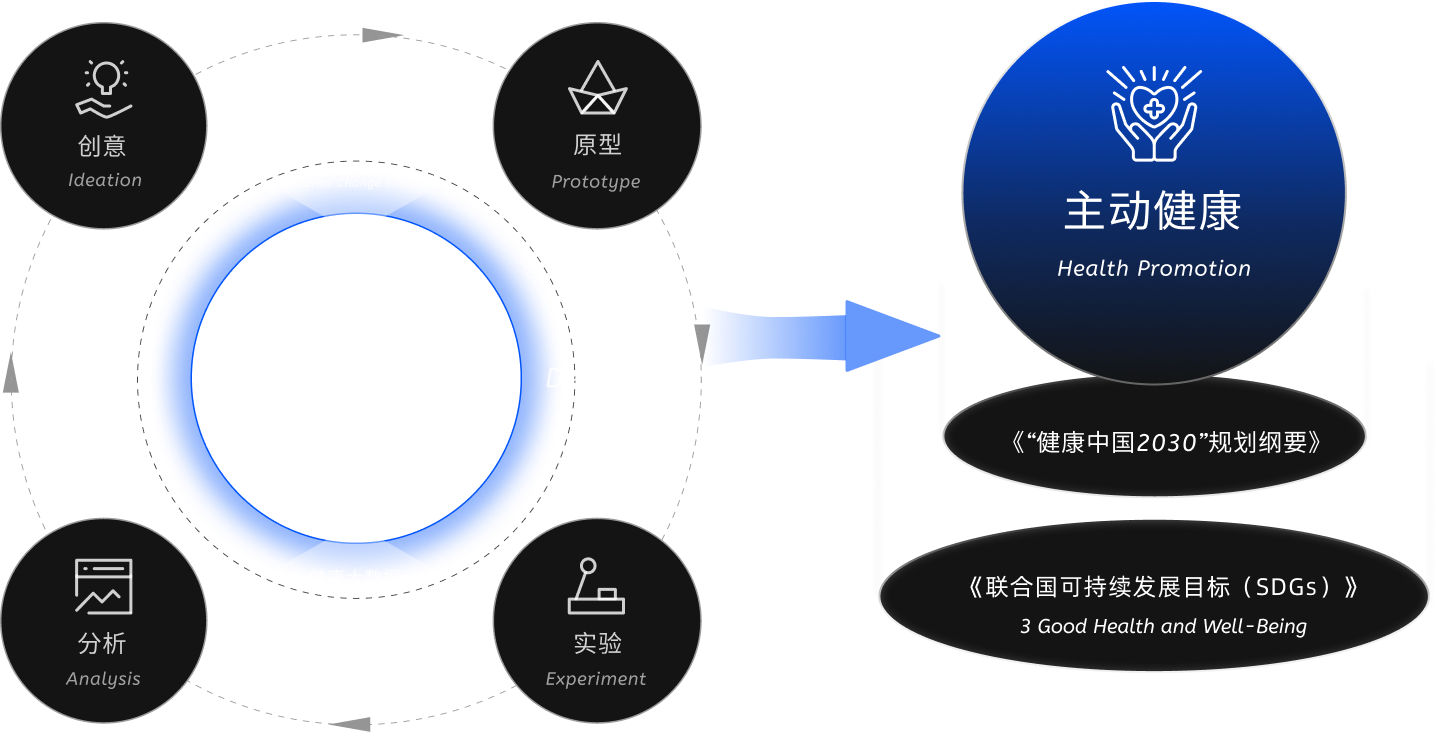 创意
Ideation
原型
Prototype
分析
Analysis
实验
Experiment
主动健康
Health Promotion
《“健康中国2030”规划纲要》
《联合国可持续发展目标（SDGs）》
3 Good Health and Well-Being